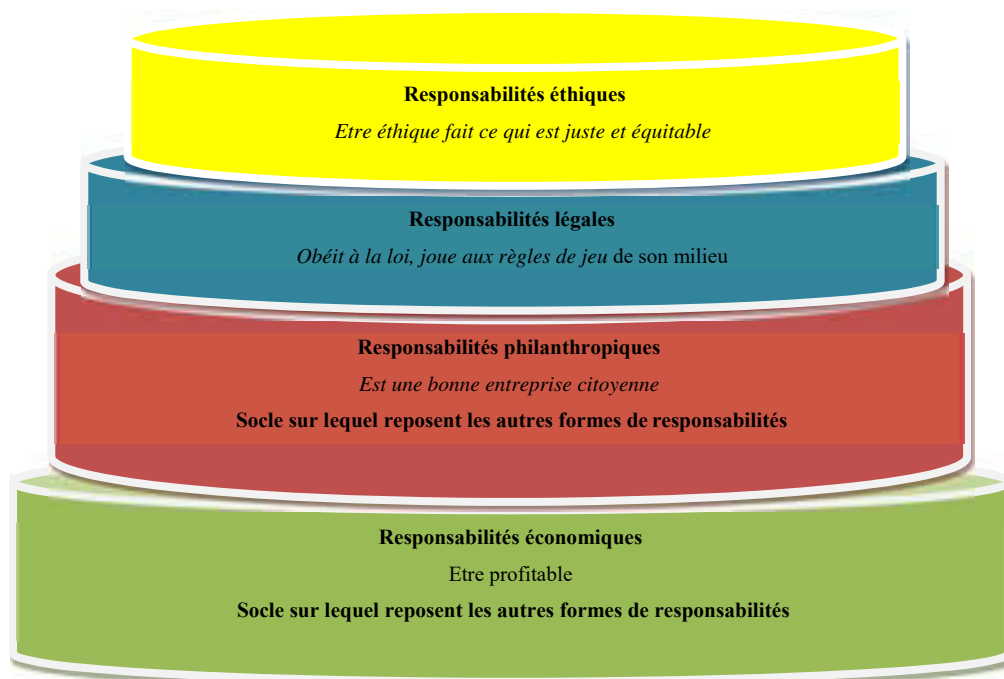 Responsabilités éthiques
Etre éthique fait ce qui est juste et équitable
Responsabilités légales
Obéit à la loi, joue aux règles de jeu de son milieu
Responsabilités philanthropiques
Est une bonne entreprise citoyenne
Socle sur lequel reposent les autres formes de responsabilités
Responsabilités économiques
Etre profitable
Socle sur lequel reposent les autres formes de responsabilités